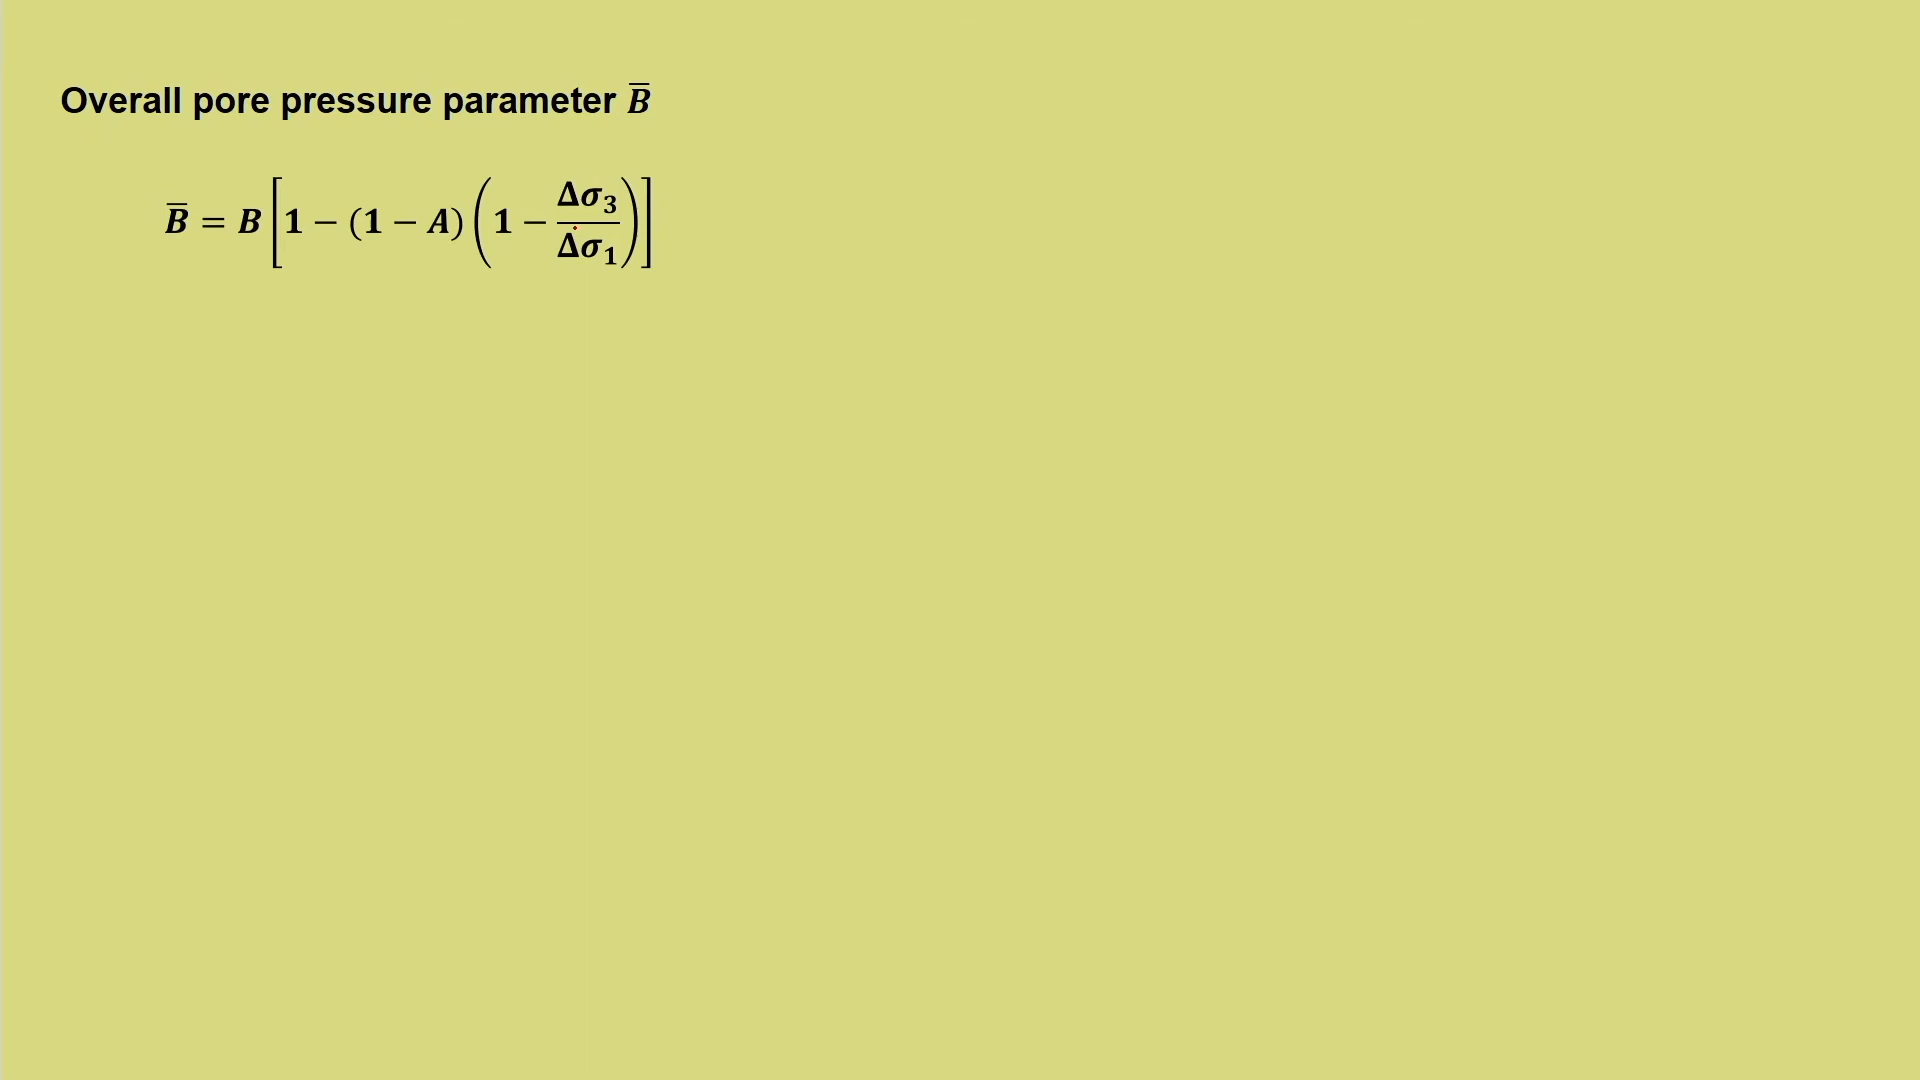 Overall pore pressure parameter B̅
B̅ = B [1 − (1 − A) (1 − Δσ₃/Δσ₁)]